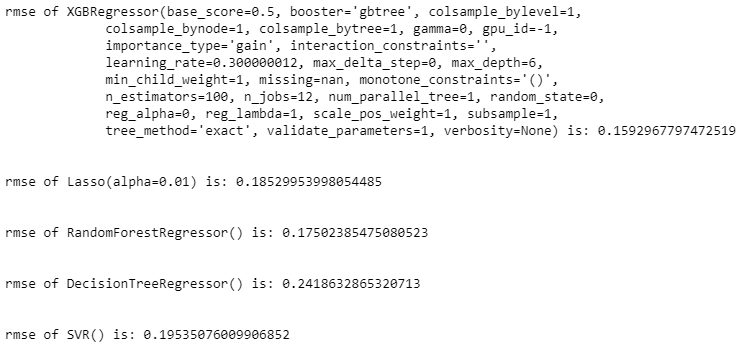 rmse of XGBRegressor(base_score=0.5, booster='gbtree', colsample_bylevel=1,
colsample_bynode=1, colsample_bytree=1, gamma=0, gpu_id=-1,
importance_type='gain', interaction_constraints='',
learning_rate=0.300000012, max_delta_step=0, max_depth=6,
min_child_weight=1, missing=nan, monotone_constraints='()',
n_estimators=100, n_jobs=12, num_parallel_tree=1, random_state=0,
reg_alpha=0, reg_lambda=1, scale_pos_weight=1, subsample=1,
tree_method='exact', validate_parameters=1, verbosity=None) is: 0.1592967797472519
rmse of Lasso(alpha=0.01) is: 0.18529953998054485
rmse of RandomForestRegressor() is: 0.17502385475080523
rmse of DecisionTreeRegressor() is: 0.2418632865320713
rmse of SVR() is: 0.19535076009906852